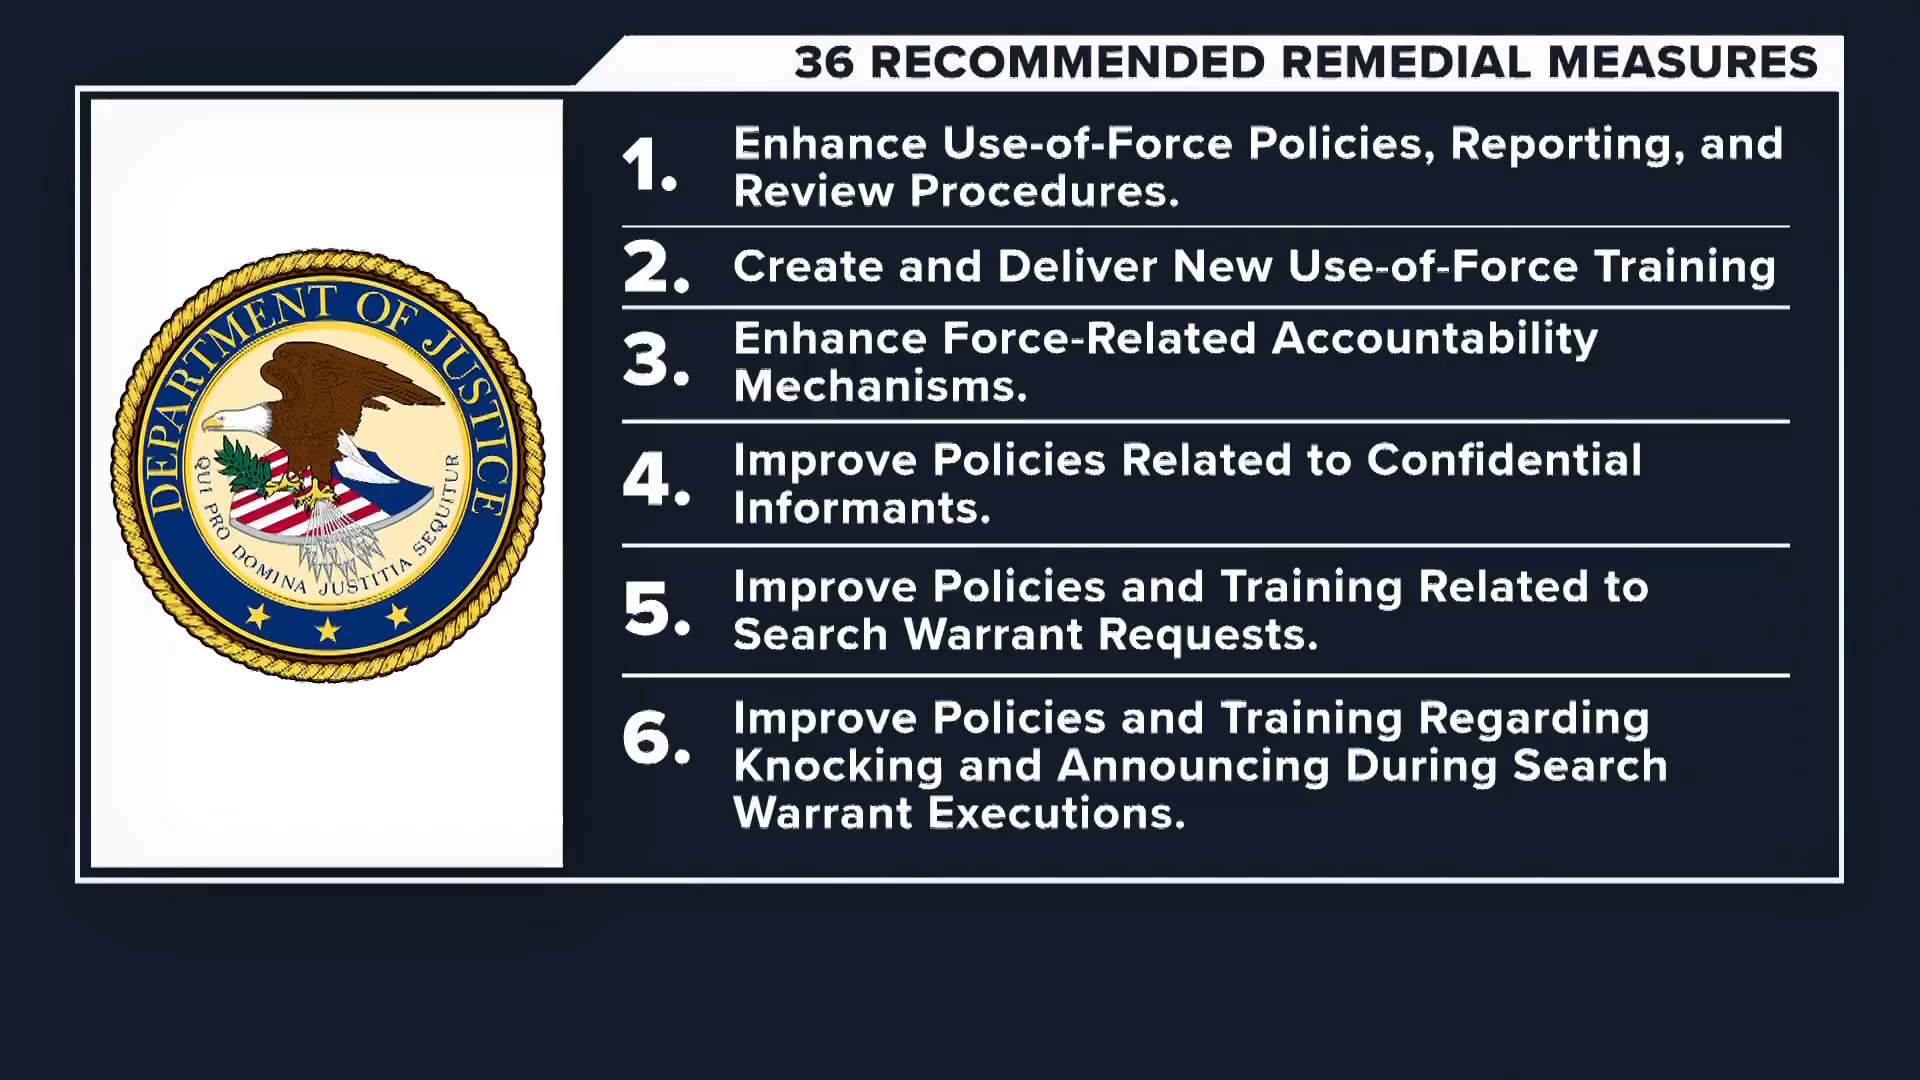 36 RECOMMENDED REMEDIAL MEASURES
DEPARTMENT OF JUSTICE
QUI PRO DOMINA JUSTITIA SEQUITUR
1. Enhance Use-of-Force Policies, Reporting, and
Review Procedures.
2. Create and Deliver New Use-of-Force Training
3. Enhance Force-Related Accountability
Mechanisms.
4. Improve Policies Related to Confidential
Informants.
5. Improve Policies and Training Related to
Search Warrant Requests.
6. Improve Policies and Training Regarding
Knocking and Announcing During Search
Warrant Executions.